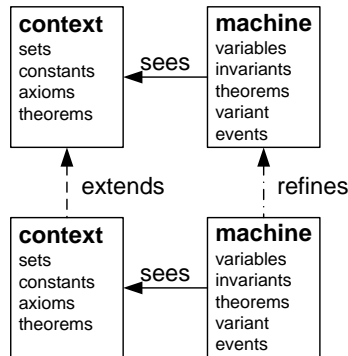 context
sets
constants
axioms
theorems
sees
machine
variables
invariants
theorems
variant
events
extends
refines
context
sets
constants
axioms
theorems
sees
machine
variables
invariants
theorems
variant
events